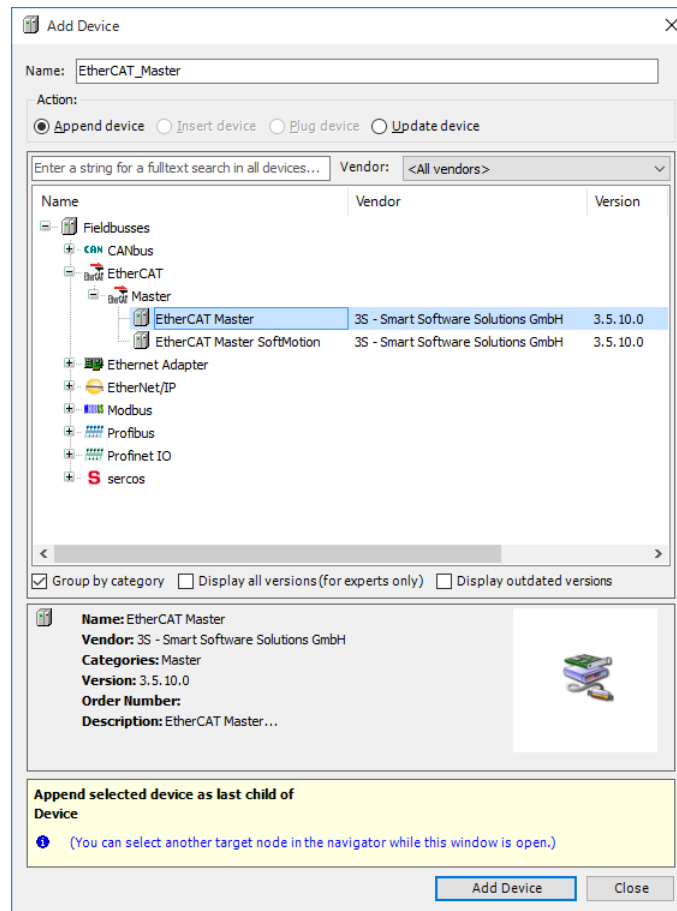 Add Device
Name: EtherCAT_Master
Action:
Append device Insert device Plug device Update device
Enter a string for a fulltext search in all devices... Vendor: <All vendors>
Name Vendor Version
Fieldbusses
CAN CANbus
EtherCAT EtherCAT
EtherCAT Master
EtherCAT Master 3S - Smart Software Solutions GmbH 3.5.10.0
EtherCAT Master SoftMotion 3S - Smart Software Solutions GmbH 3.5.10.0
Ethernet Adapter
EtherNet/IP
MODBUS Modbus
Profibus
Profinet IO
S sercos
Group by category Display all versions (for experts only) Display outdated versions
Name: EtherCAT Master
Vendor: 3S - Smart Software Solutions GmbH
Categories: Master
Version: 3.5.10.0
Order Number:
Description: EtherCAT Master...
Append selected device as last child of
Device
(You can select another target node in the navigator while this window is open.)
Add Device Close